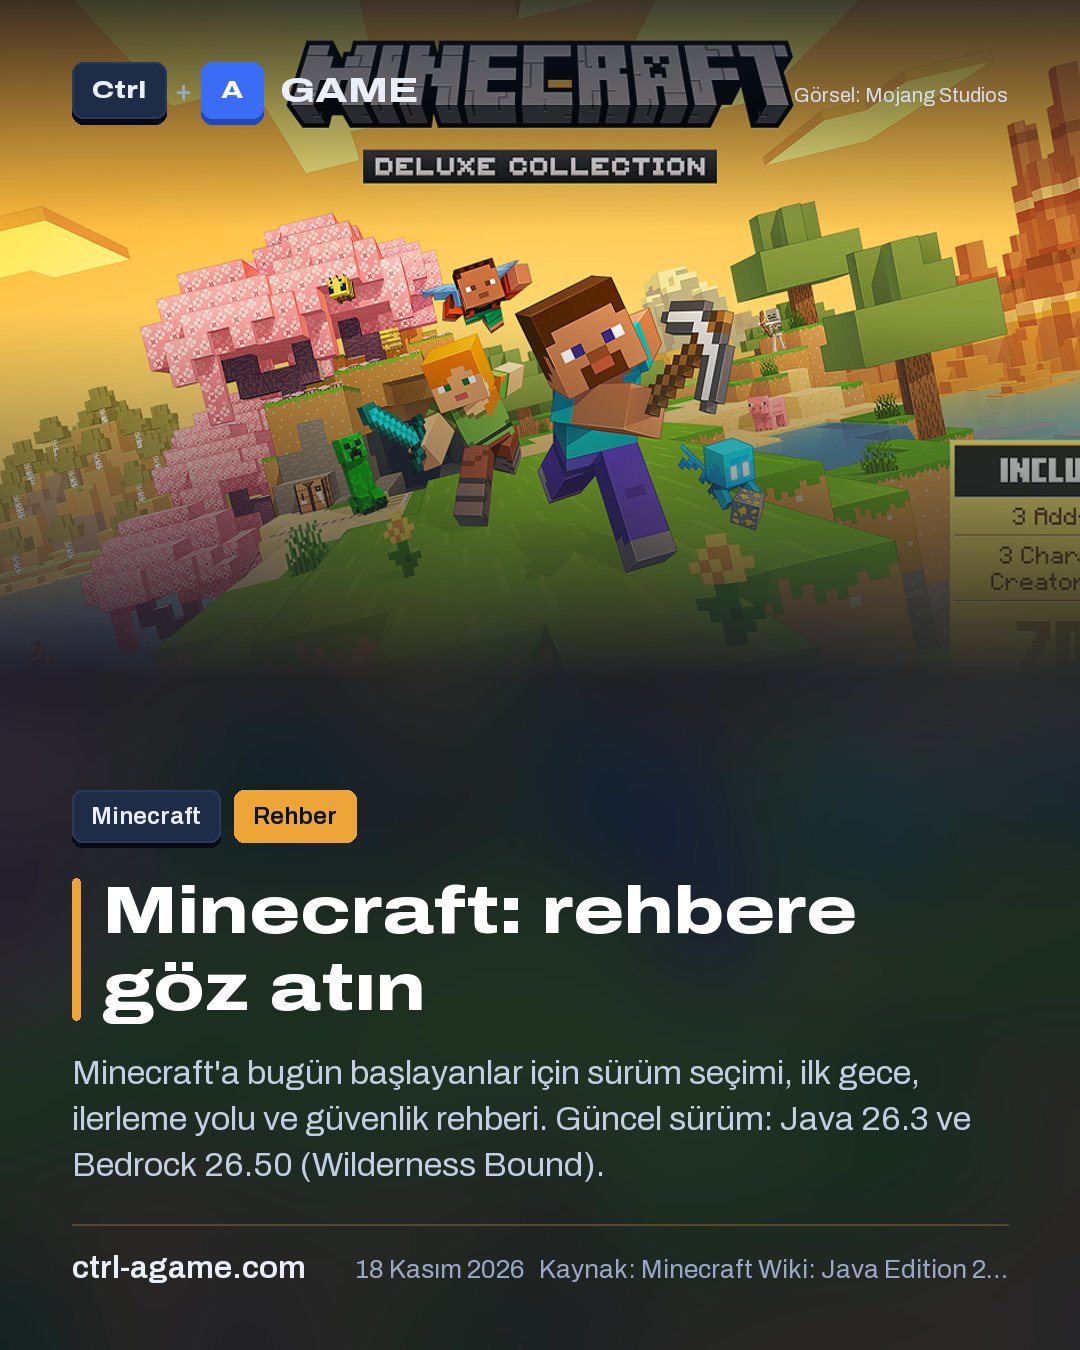 Ctrl + A GAME
MINECRAFT
Görsel: Mojang Studios
DELUXE COLLECTION
3 Add-
3 Char
Creator
Minecraft
Rehber
Minecraft: rehbere
göz atın
Minecraft'a bugün başlayanlar için sürüm seçimi, ilk gece,
ilerleme yolu ve güvenlik rehberi. Güncel sürüm: Java 26.3 ve
Bedrock 26.50 (Wilderness Bound).
ctrl-agame.com
18 Kasım 2026 Kaynak: Minecraft Wiki: Java Edition 2...